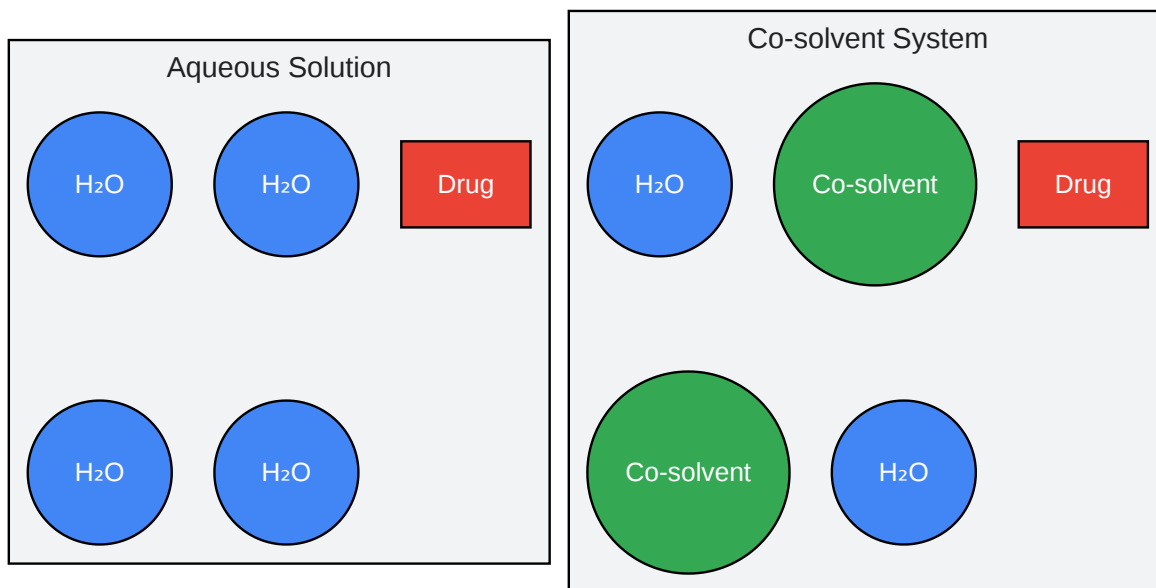 Aqueous Solution
H₂O
H₂O
Drug
H₂O
H₂O
Co-solvent System
H₂O
Co-solvent
Drug
Co-solvent
H₂O